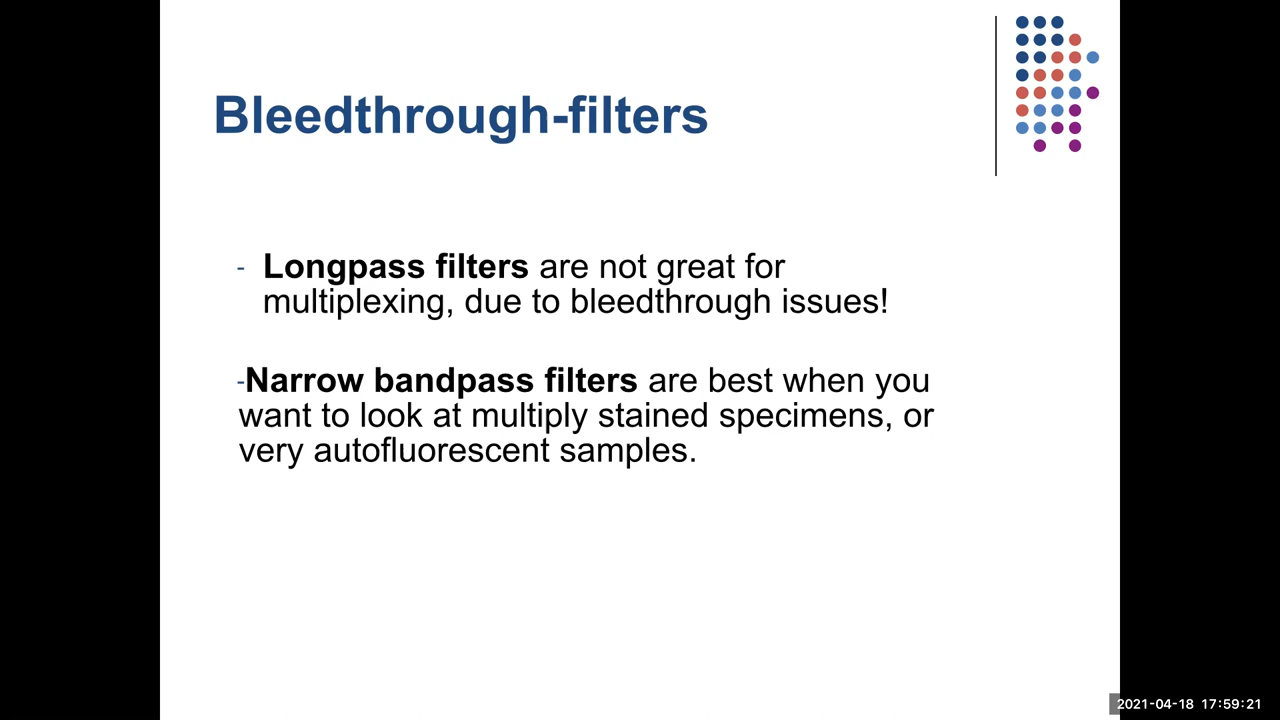 Bleedthrough-filters
- Longpass filters are not great for
multiplexing, due to bleedthrough issues!
-Narrow bandpass filters are best when you
want to look at multiply stained specimens, or
very autofluorescent samples.
2021-04-18 17:59:21